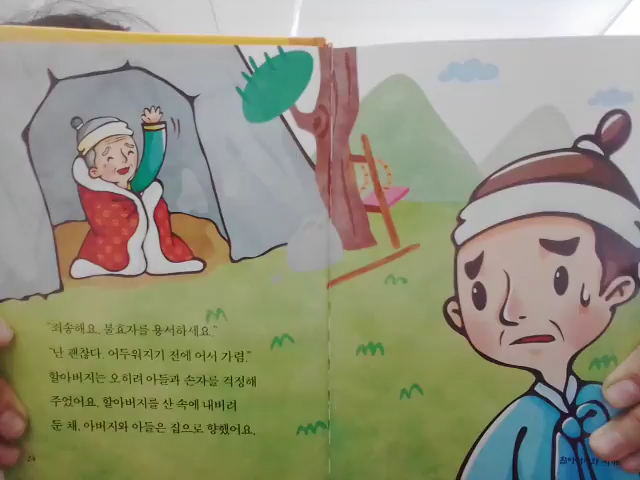 "죄송해요. 불효자를 용서하세요."
"난 괜찮다. 어두워지기 전에 어서 가렴."
할아버지는 오히려 아들과 손자를 걱정해
주었어요. 할아버지를 산 속에 내버려
둔 채, 아버지와 아들은 집으로 향했어요.
24